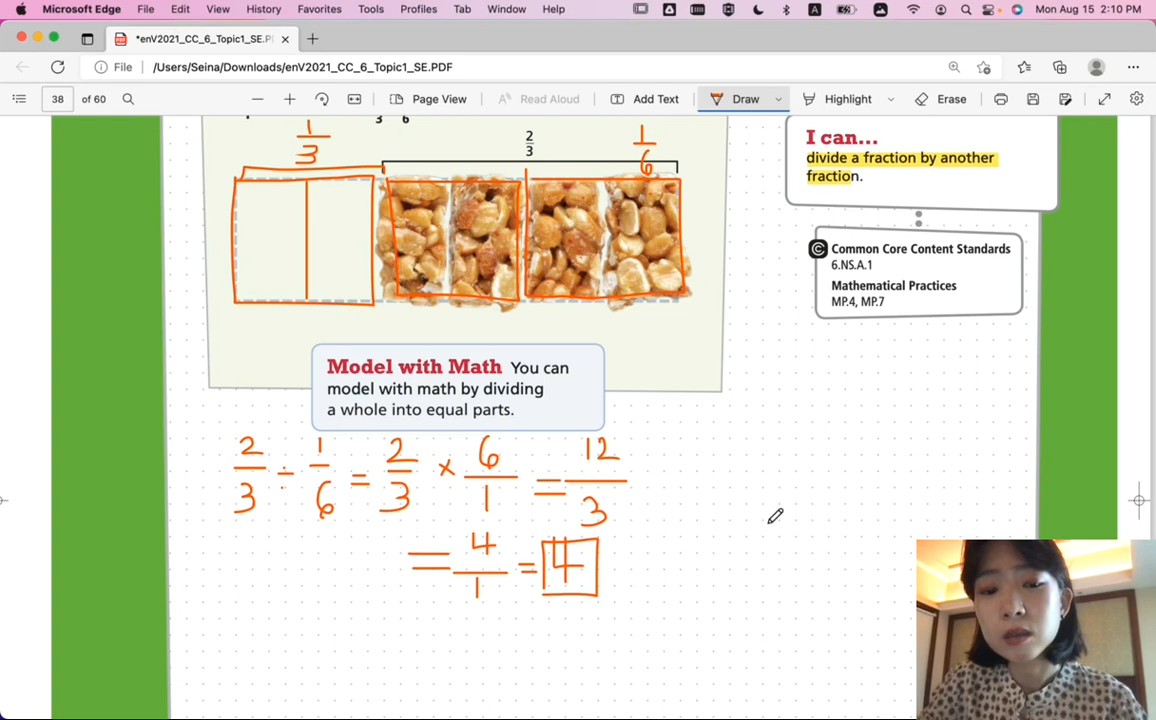 Microsoft Edge File Edit View History Favorites Tools Profiles Tab Window Help A Mon Aug 15 2:10 PM
*enV2021_CC_6_Topic1_SE.P
File /Users/Seina/Downloads/enV2021_CC_6_Topic1_SE.PDF
38 of 60 Page View Read Aloud Add Text Draw Highlight Erase
3 6
1/3
2/3
1/6
I can...
divide a fraction by another
fraction.
Common Core Content Standards
6.NS.A.1
Mathematical Practices
MP.4, MP.7
Model with Math You can
model with math by dividing
a whole into equal parts.
2/3 ÷ 1/6 = 2/3 × 6/1 = 12/3
= 4/1 = 4